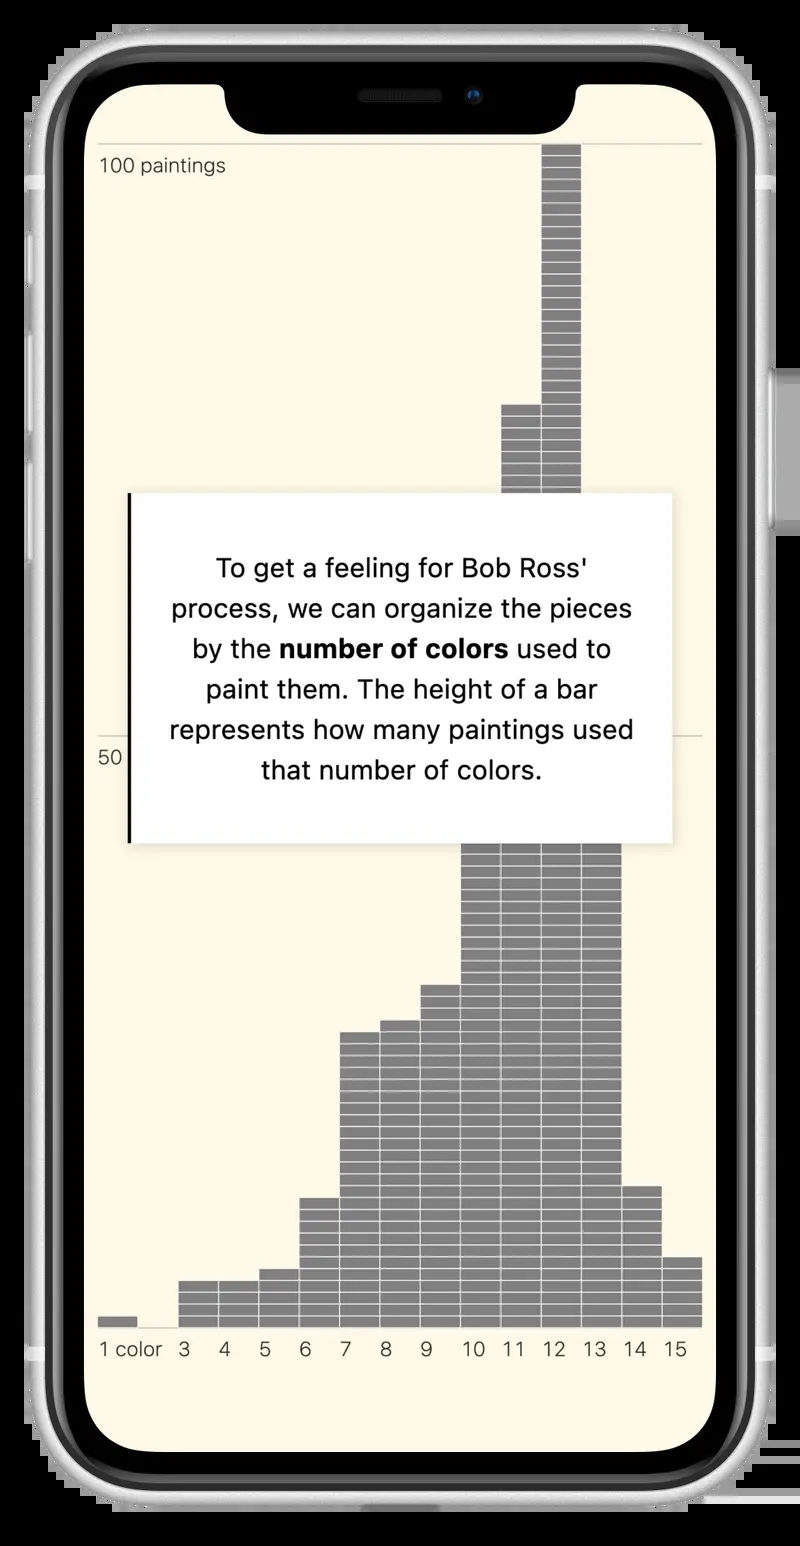 100 paintings
To get a feeling for Bob Ross'
process, we can organize the pieces
by the number of colors used to
paint them. The height of a bar
represents how many paintings used
that number of colors.
50
1 color 3 4 5 6 7 8 9 10 11 12 13 14 15